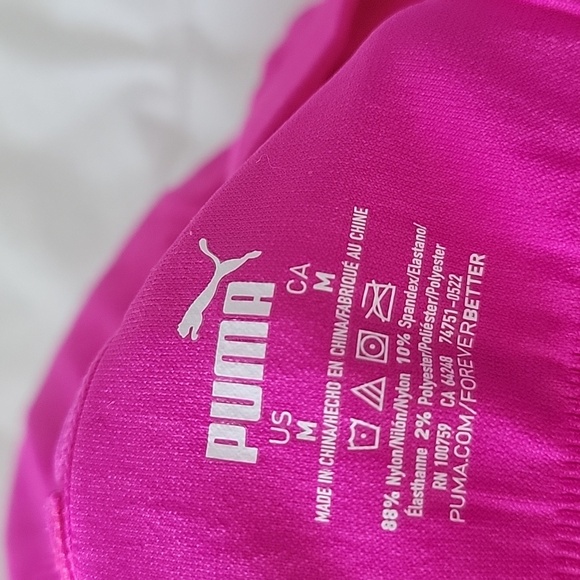 PUMA
US CA
M M
MADE IN CHINA/HECHO EN CHINA/FABRIQUÉ AU CHINE
88% Nylon/Nilón/Nylon 10% Spandex/Elastano/
Élasthanne 2% Polyester/Poliéster/Polyester
RN 100759 CA 64248 74751-0522
PUMA.COM/FOREVERBETTER